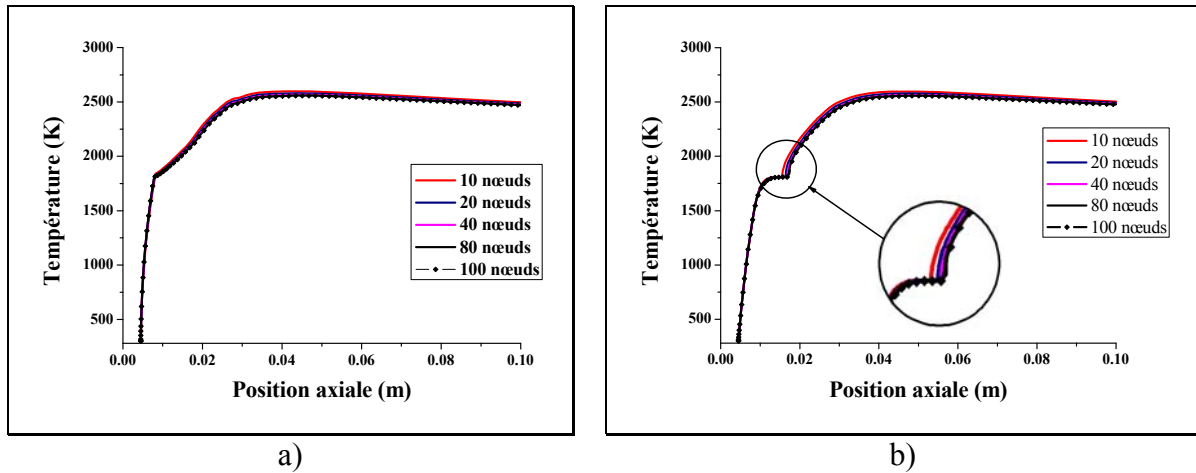 3000
2500
2000
1500
1000
500
Température (K)
0.00 0.02 0.04 0.06 0.08 0.10
Position axiale (m)
10 nœuds
20 nœuds
40 nœuds
80 nœuds
100 nœuds
a)
3000
2500
2000
1500
1000
500
Température (K)
0.00 0.02 0.04 0.06 0.08 0.10
Position axiale (m)
10 nœuds
20 nœuds
40 nœuds
80 nœuds
100 nœuds
b)